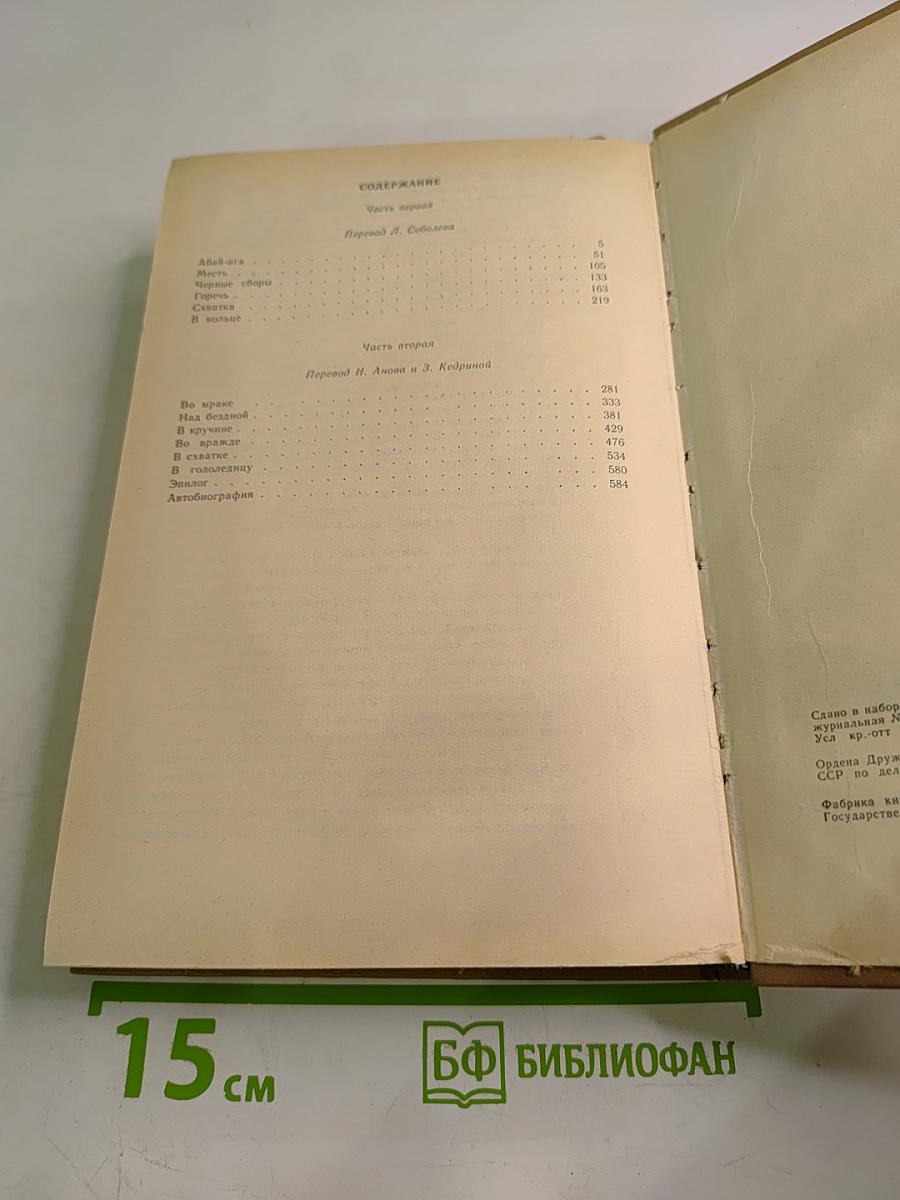 СОДЕРЖАНИЕ
Часть первая
Перевод Л. Соболева
Абай-ага . . . 5
Месть . . . 51
Черные сборы . . . 105
Горечь . . . 133
Схватка . . . 163
В кольце . . . 219
Часть вторая
Перевод Н. Анова и З. Кедриной
Во мраке . . . 281
Над бездной . . . 333
В кручине . . . 381
Во вражде . . . 429
В схватке . . . 476
В гололедицу . . . 534
Эпилог . . . 580
Автобиография . . . 584
Сдано в набор
журнальная №
Усл кр.-отт
Ордена Друж
ССР по дел
Фабрика кн
Государстве
15 см
БФ БИБЛИОФАН